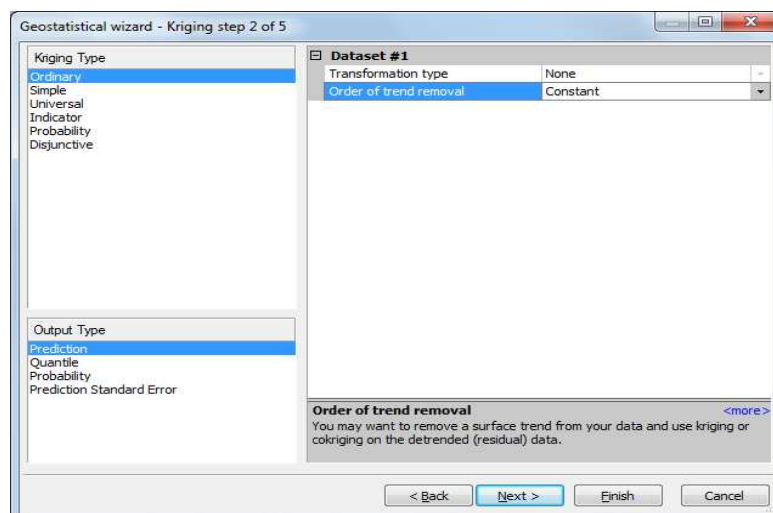 Geostatistical wizard - Kriging step 2 of 5
Kriging Type
Ordinary
Simple
Universal
Indicator
Probability
Disjunctive
Output Type
Prediction
Quantile
Probability
Prediction Standard Error
Dataset #1
Transformation type None
Order of trend removal Constant
Order of trend removal <more>
You may want to remove a surface trend from your data and use kriging or
cokriging on the detrended (residual) data.
< Back Next > Finish Cancel